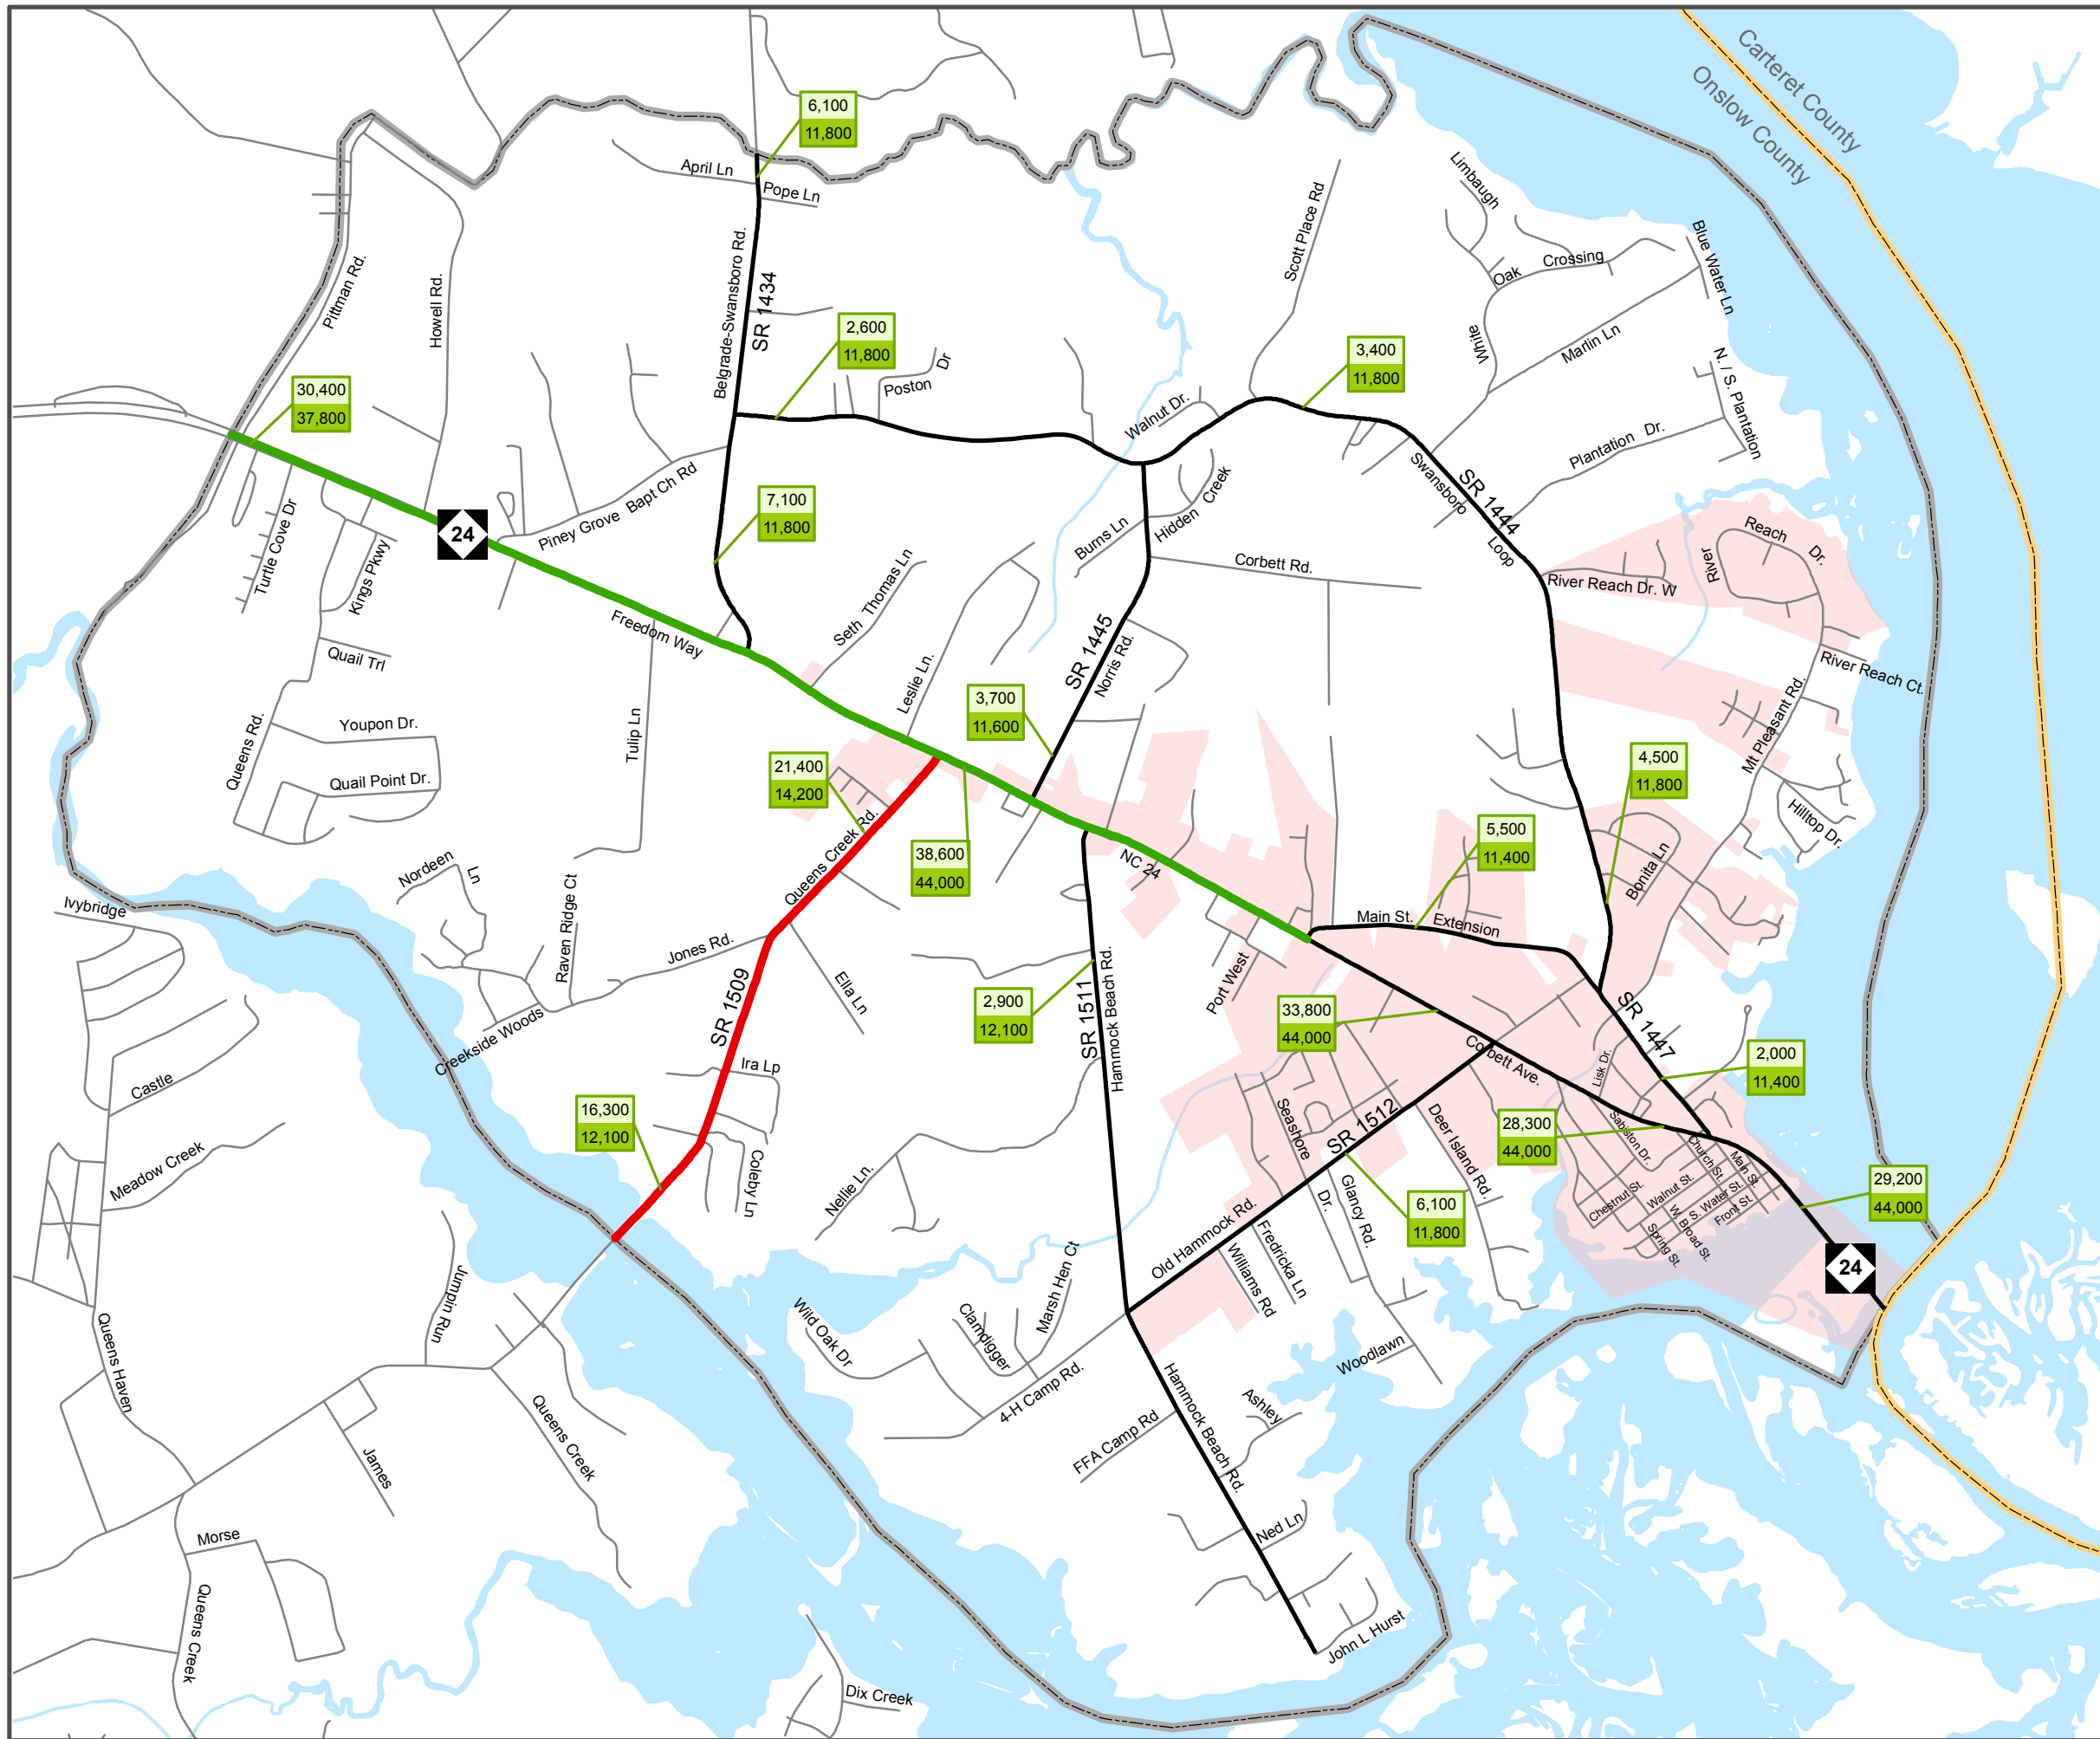 Carteret County
Onslow County
6,100
11,800
April Ln
Pope Ln
Belgrade-Swansboro Rd.
SR 1434
Pittman Rd.
Howell Rd.
Scott Place Rd
Limbaugh
Oak Crossing
White
Blue Water Ln
Marlin Ln
N. / S. Plantation
Plantation Dr.
2,600
11,800
Poston Dr
3,400
11,800
30,400
37,800
Walnut Dr.
Swansboro Loop
SR 1444
24
Piney Grove Bapt Ch Rd
7,100
11,800
Turtle Cove Dr
Kings Pkwy
Burns Ln
Hidden Creek
Corbett Rd.
River Reach Dr.
River Reach Dr. W
River Reach Ct.
Freedom Way
Seth Thomas Ln
Quail Trl
Leslie Ln.
SR 1445
Norris Rd.
Mt Pleasant Rd.
Queens Rd.
Youpon Dr.
Quail Point Dr.
Tulip Ln
3,700
11,600
21,400
14,200
4,500
11,800
Hilltop Dr.
38,600
44,000
NC 24
5,500
11,400
Bonita Ln
Queens Creek Rd.
Nordeen Ln
Raven Ridge Ct
Ivybridge
Jones Rd.
Main St. Extension
Port West
Ella Ln
SR 1509
Creekside Woods
2,900
12,100
SR 1511
Hammock Beach Rd.
33,800
44,000
Corbett Ave.
SR 1447
2,000
11,400
Lisk Dr.
Ira Lp
Castle
16,300
12,100
Seashore Dr.
SR 1512
Deer Island Rd.
28,300
44,000
Sabiston Dr.
Church St.
Main St.
Meadow Creek
Coleby Ln
Nellie Ln.
Chestnut St.
Walnut St.
S. Water St.
Front St.
W. Broad St.
Spring St.
29,200
44,000
Glancy Rd.
6,100
11,800
Old Hammock Rd.
Fredricka Ln
Williams Rd
24
Queens Haven
Jumpin Run
Wild Oak Dr
Clamdigger
Marsh Hen Ct
Woodlawn
4-H Camp Rd.
Hammock Beach Rd.
Ashley
FFA Camp Rd
James
Queens Creek
Ned Ln
Morse
Queens Creek
John L Hurst
Dix Creek